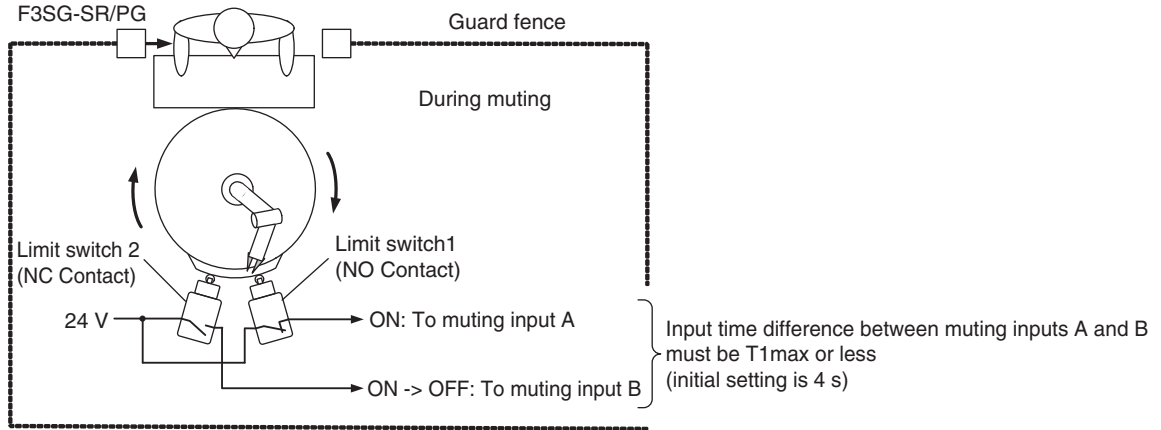 F3SG-SR/PG
Guard fence
During muting
Limit switch 2
(NC Contact)
Limit switch1
(NO Contact)
24 V
ON: To muting input A
ON -> OFF: To muting input B
Input time difference between muting inputs A and B
must be T1max or less
(initial setting is 4 s)